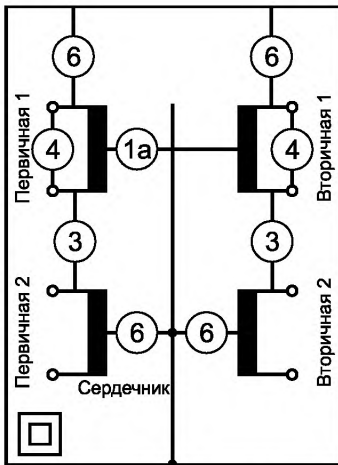 6 6
Первичная 1
4
1a
4
Вторичная 1
3 3
Первичная 2
6 6
Вторичная 2
Сердечник